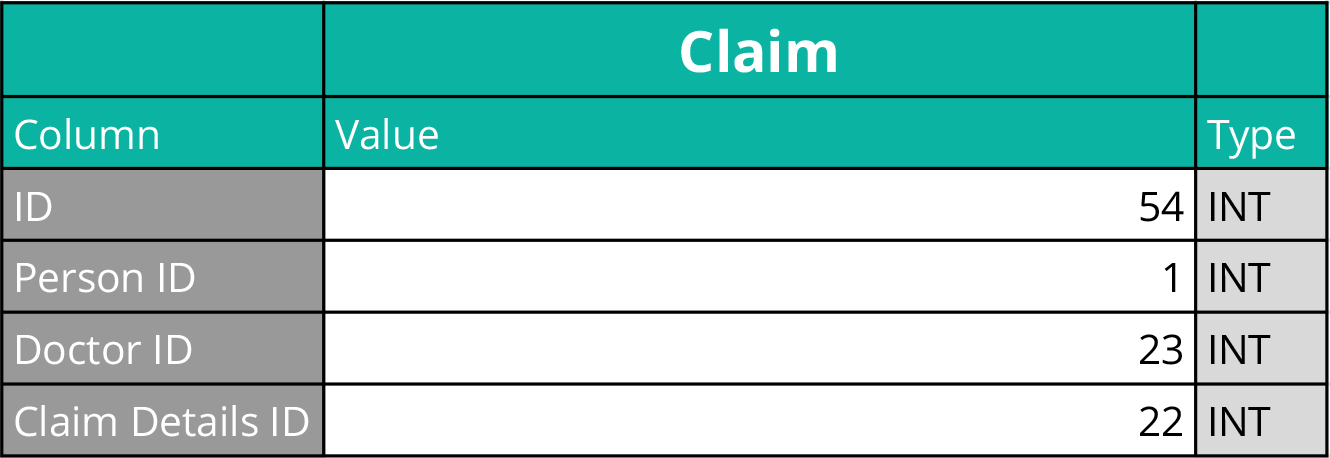 Claim
Column Value Type
ID 54 INT
Person ID 1 INT
Doctor ID 23 INT
Claim Details ID 22 INT